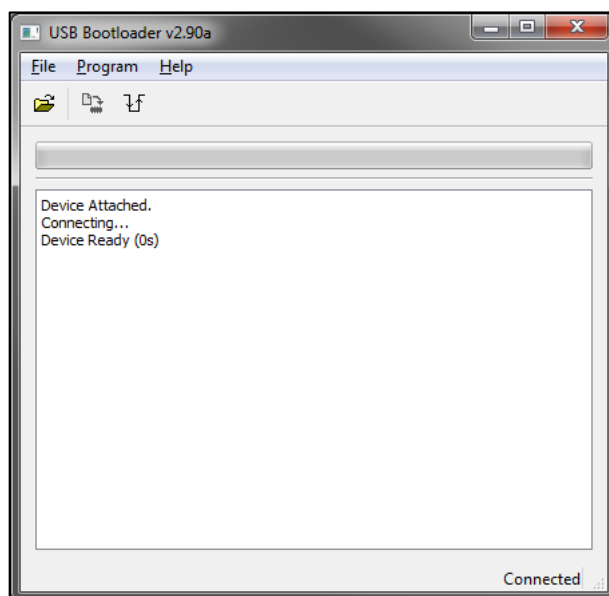 USB Bootloader v2.90a
File Program Help
Device Attached.
Connecting...
Device Ready (0s)
Connected